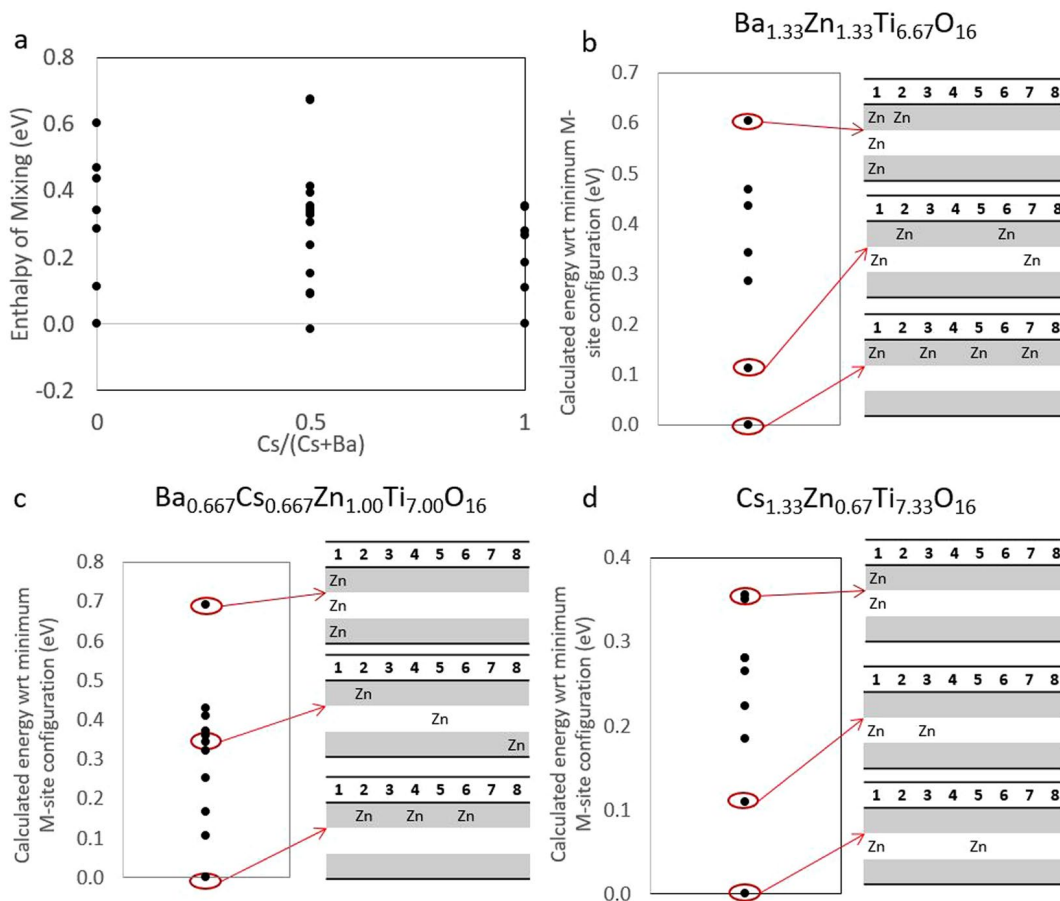 a
0.8
0.6
0.4
0.2
0.0
-0.2
0
0.5
1
Enthalpy of Mixing (eV)
Cs/(Cs+Ba)
b
Ba1.33Zn1.33Ti6.67O16
0.7
0.6
0.5
0.4
0.3
0.2
0.1
0.0
Calculated energy wrt minimum M-
site configuration (eV)
1 2 3 4 5 6 7 8
Zn Zn
Zn
Zn
1 2 3 4 5 6 7 8
Zn Zn
Zn Zn
1 2 3 4 5 6 7 8
Zn Zn Zn Zn
c
Ba0.667Cs0.667Zn1.00Ti7.00O16
0.8
0.7
0.6
0.5
0.4
0.3
0.2
0.1
0.0
Calculated energy wrt minimum
M-site configuration (eV)
1 2 3 4 5 6 7 8
Zn
Zn
Zn
1 2 3 4 5 6 7 8
Zn
Zn
Zn
1 2 3 4 5 6 7 8
Zn Zn Zn
d
Cs1.33Zn0.67Ti7.33O16
0.4
0.3
0.2
0.1
0.0
Calculated energy wrt minimum
M-site configuration (eV)
1 2 3 4 5 6 7 8
Zn
Zn
1 2 3 4 5 6 7 8
Zn Zn
1 2 3 4 5 6 7 8
Zn Zn